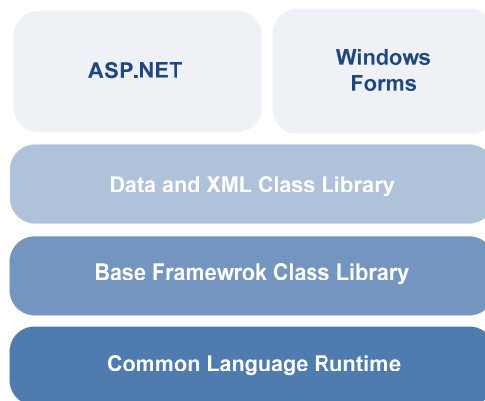 ASP.NET
Windows
Forms
Data and XML Class Library
Base Framewrok Class Library
Common Language Runtime